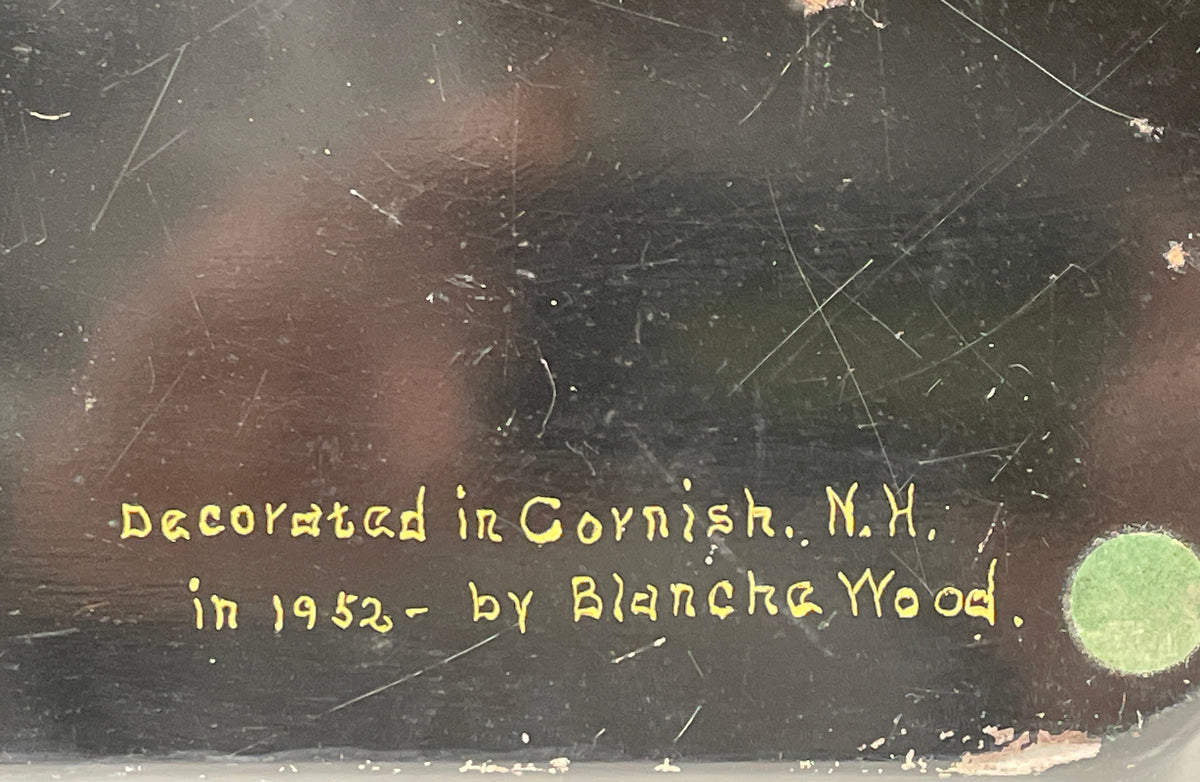 Decorated in Cornish. N.H.
in 1952 - by Blanche Wood.